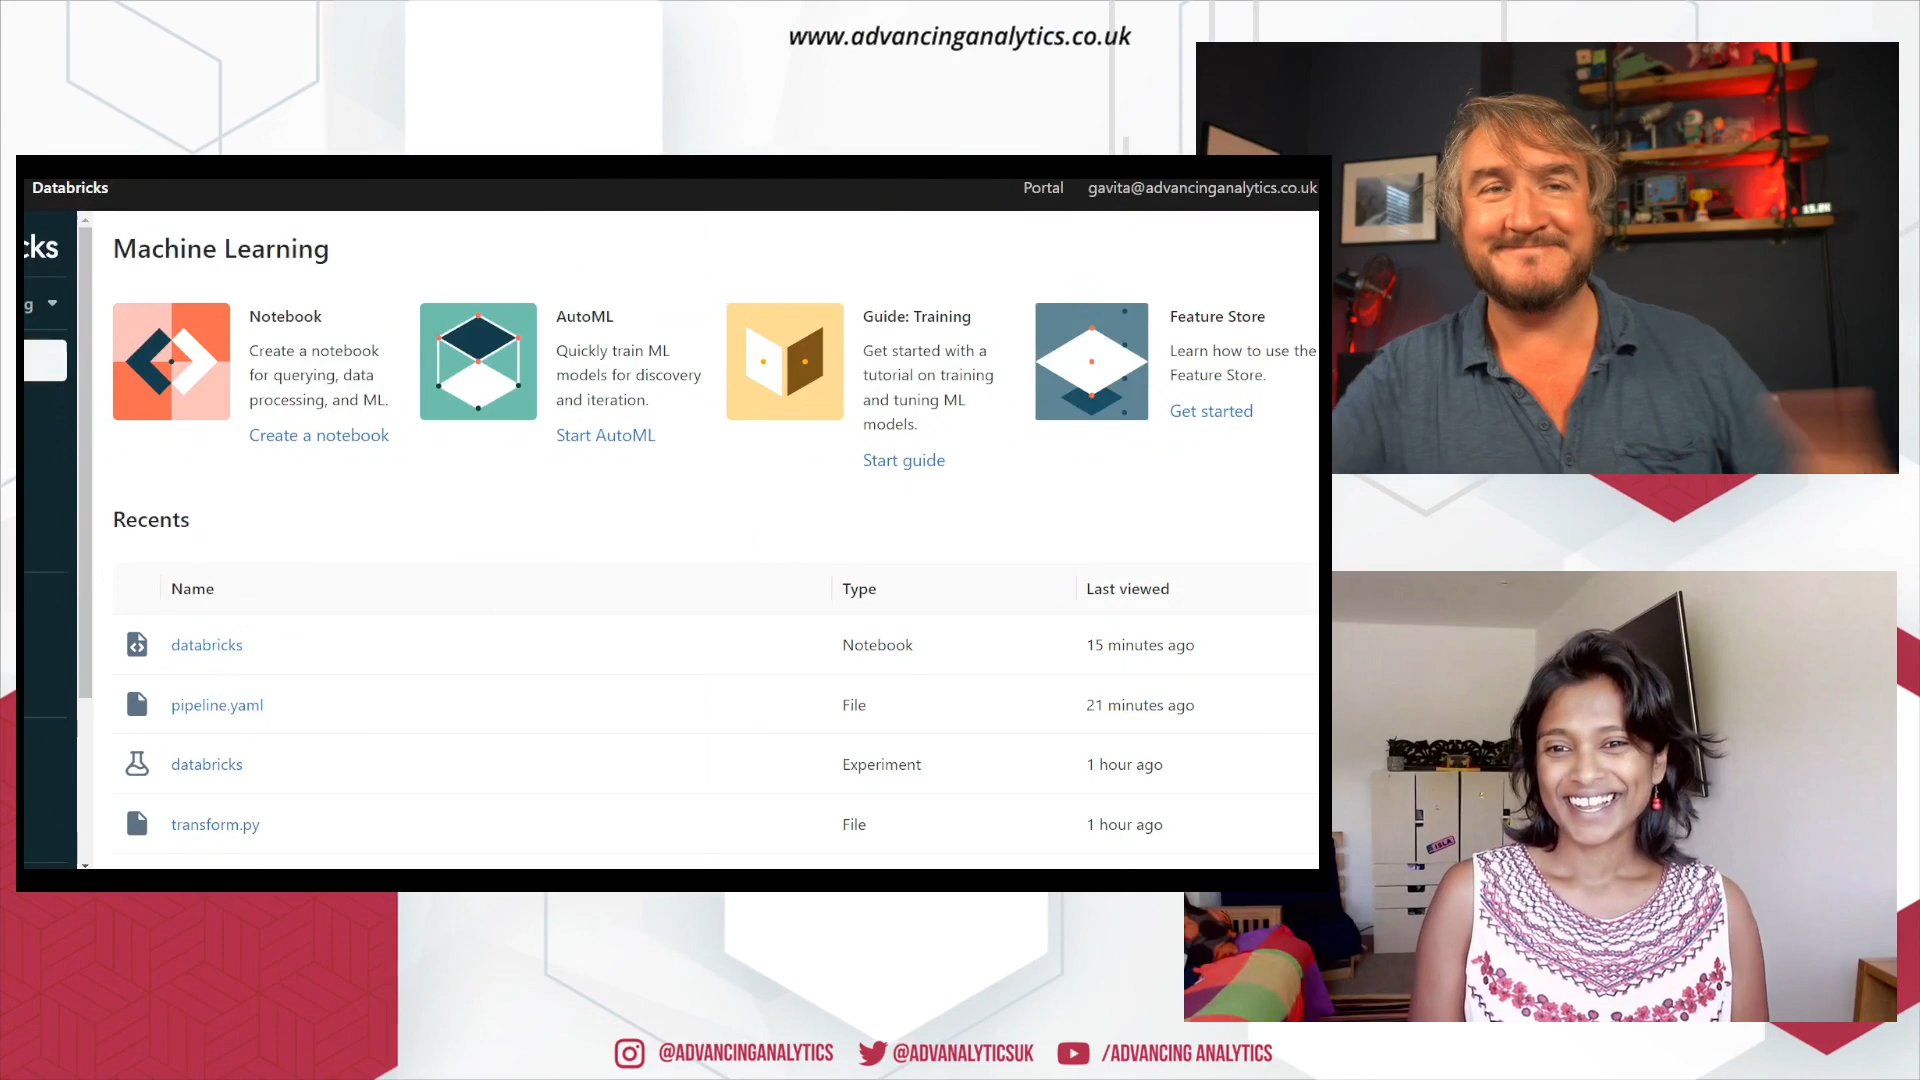 www.advancinganalytics.co.uk
Databricks
Portal
gavita@advancinganalytics.co.uk
cks
g
Machine Learning
Notebook
Create a notebook
for querying, data
processing, and ML.
Create a notebook
AutoML
Quickly train ML
models for discovery
and iteration.
Start AutoML
Guide: Training
Get started with a
tutorial on training
and tuning ML
models.
Start guide
Feature Store
Learn how to use the
Feature Store.
Get started
Recents
Name Type Last viewed
databricks Notebook 15 minutes ago
pipeline.yaml File 21 minutes ago
databricks Experiment 1 hour ago
transform.py File 1 hour ago
ISLA
@ADVANCINGANALYTICS
@ADVANALYTICSUK
/ADVANCING ANALYTICS